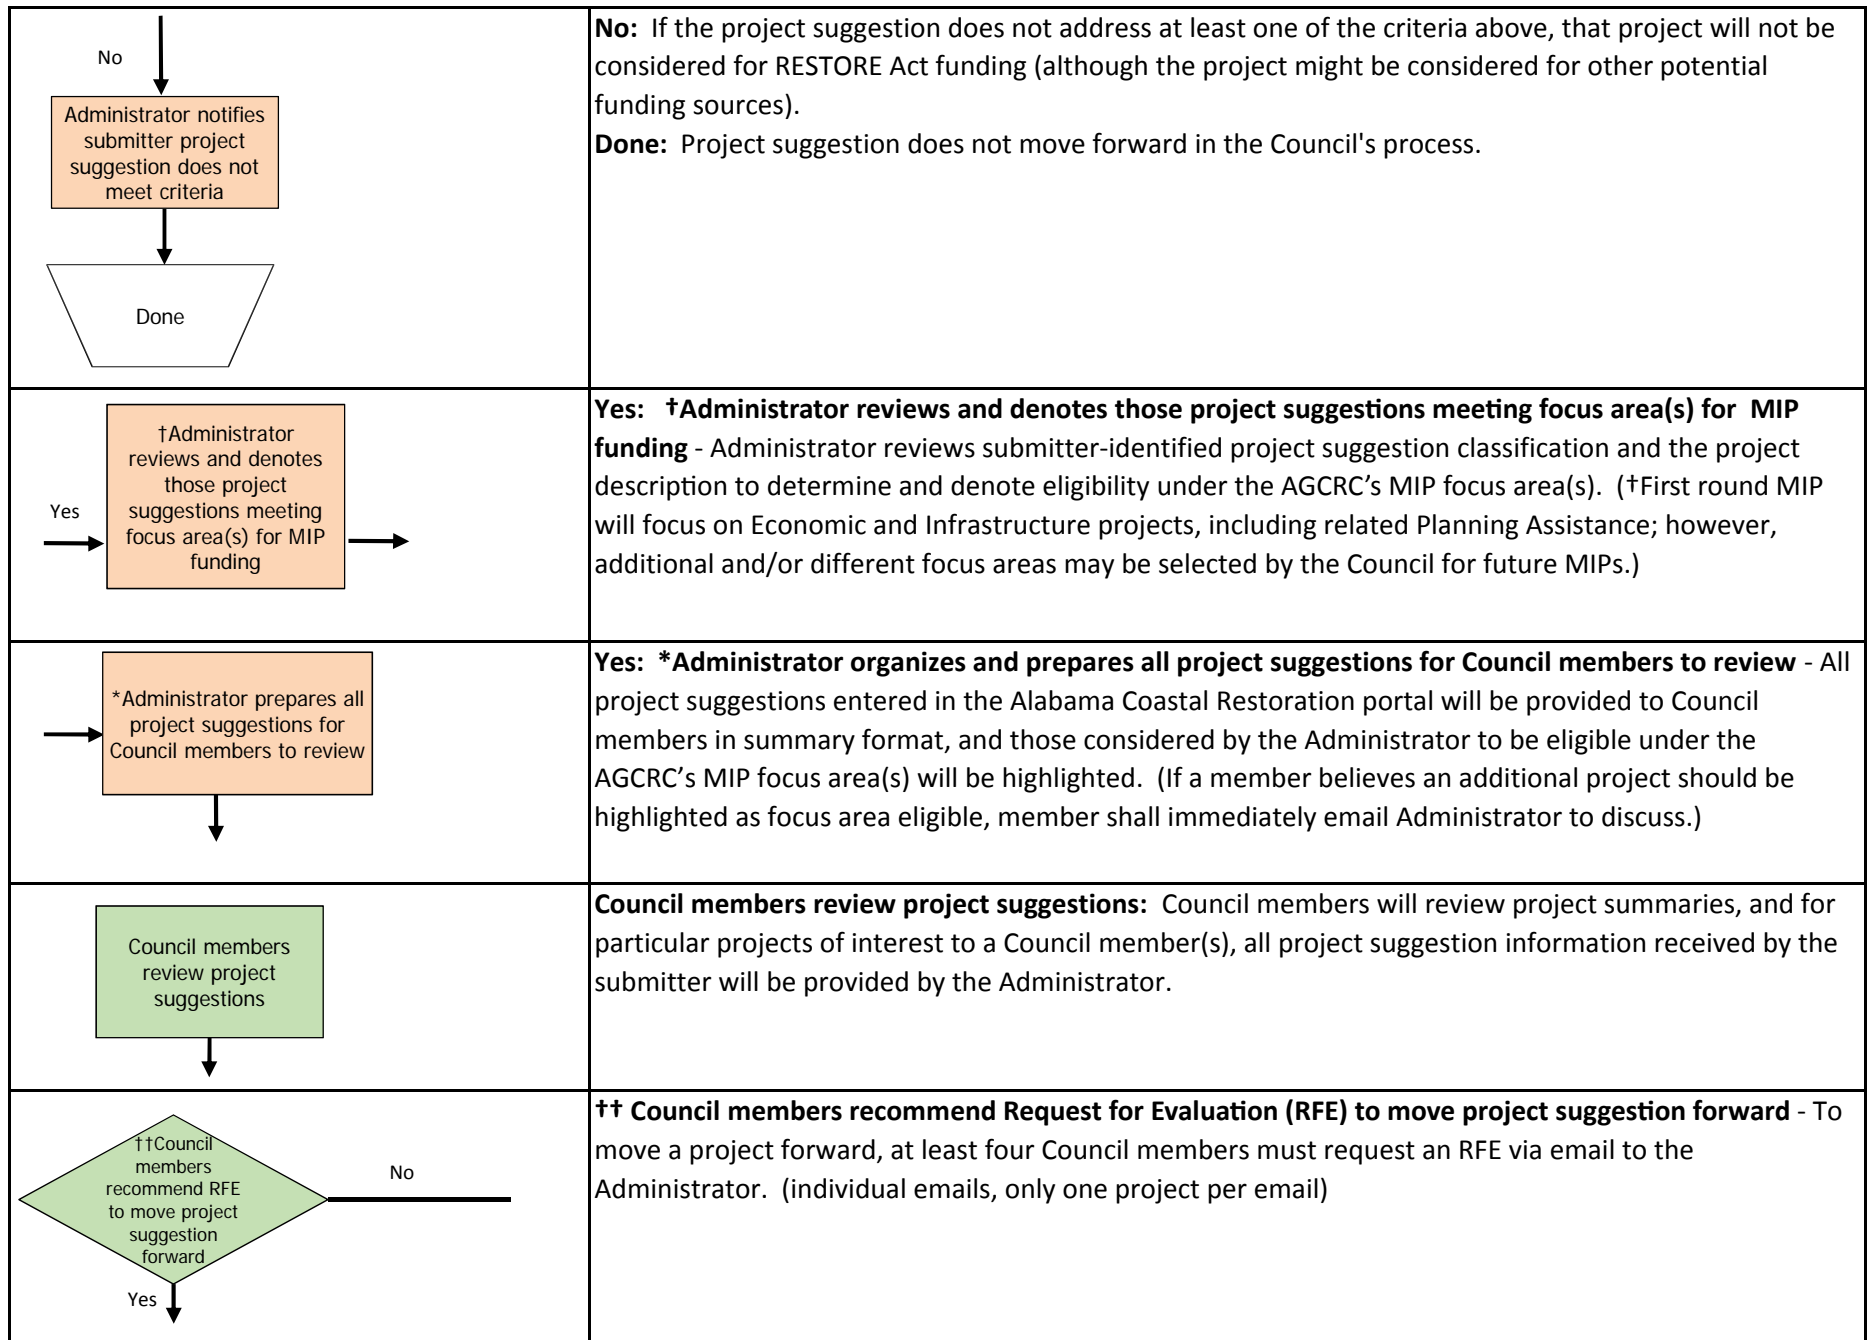 No
Administrator notifies
submitter project
suggestion does not
meet criteria
Done
No:  If the project suggestion does not address at least one of the criteria above, that project will not be
considered for RESTORE Act funding (although the project might be considered for other potential
funding sources).
Done:  Project suggestion does not move forward in the Council's process.
Yes
†Administrator
reviews and denotes
those project
suggestions meeting
focus area(s) for MIP
funding
Yes:   †Administrator reviews and denotes those project suggestions meeting focus area(s) for  MIP
funding - Administrator reviews submitter-identified project suggestion classification and the project
description to determine and denote eligibility under the AGCRC’s MIP focus area(s).  (†First round MIP
will focus on Economic and Infrastructure projects, including related Planning Assistance; however,
additional and/or different focus areas may be selected by the Council for future MIPs.)
*Administrator prepares all
project suggestions for
Council members to review
Yes:  *Administrator organizes and prepares all project suggestions for Council members to review - All
project suggestions entered in the Alabama Coastal Restoration portal will be provided to Council
members in summary format, and those considered by the Administrator to be eligible under the
AGCRC’s MIP focus area(s) will be highlighted.  (If a member believes an additional project should be
highlighted as focus area eligible, member shall immediately email Administrator to discuss.)
Council members
review project
suggestions
Council members review project suggestions:  Council members will review project summaries, and for
particular projects of interest to a Council member(s), all project suggestion information received by the
submitter will be provided by the Administrator.
††Council
members
recommend RFE
to move project
suggestion
forward
No
Yes
†† Council members recommend Request for Evaluation (RFE) to move project suggestion forward - To
move a project forward, at least four Council members must request an RFE via email to the
Administrator.  (individual emails, only one project per email)